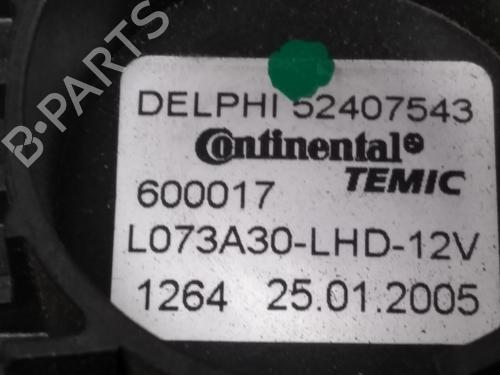 B-PARTS
DELPHI 52407543
Continental
TEMIC
600017
L073A30-LHD-12V
1264 25.01.2005